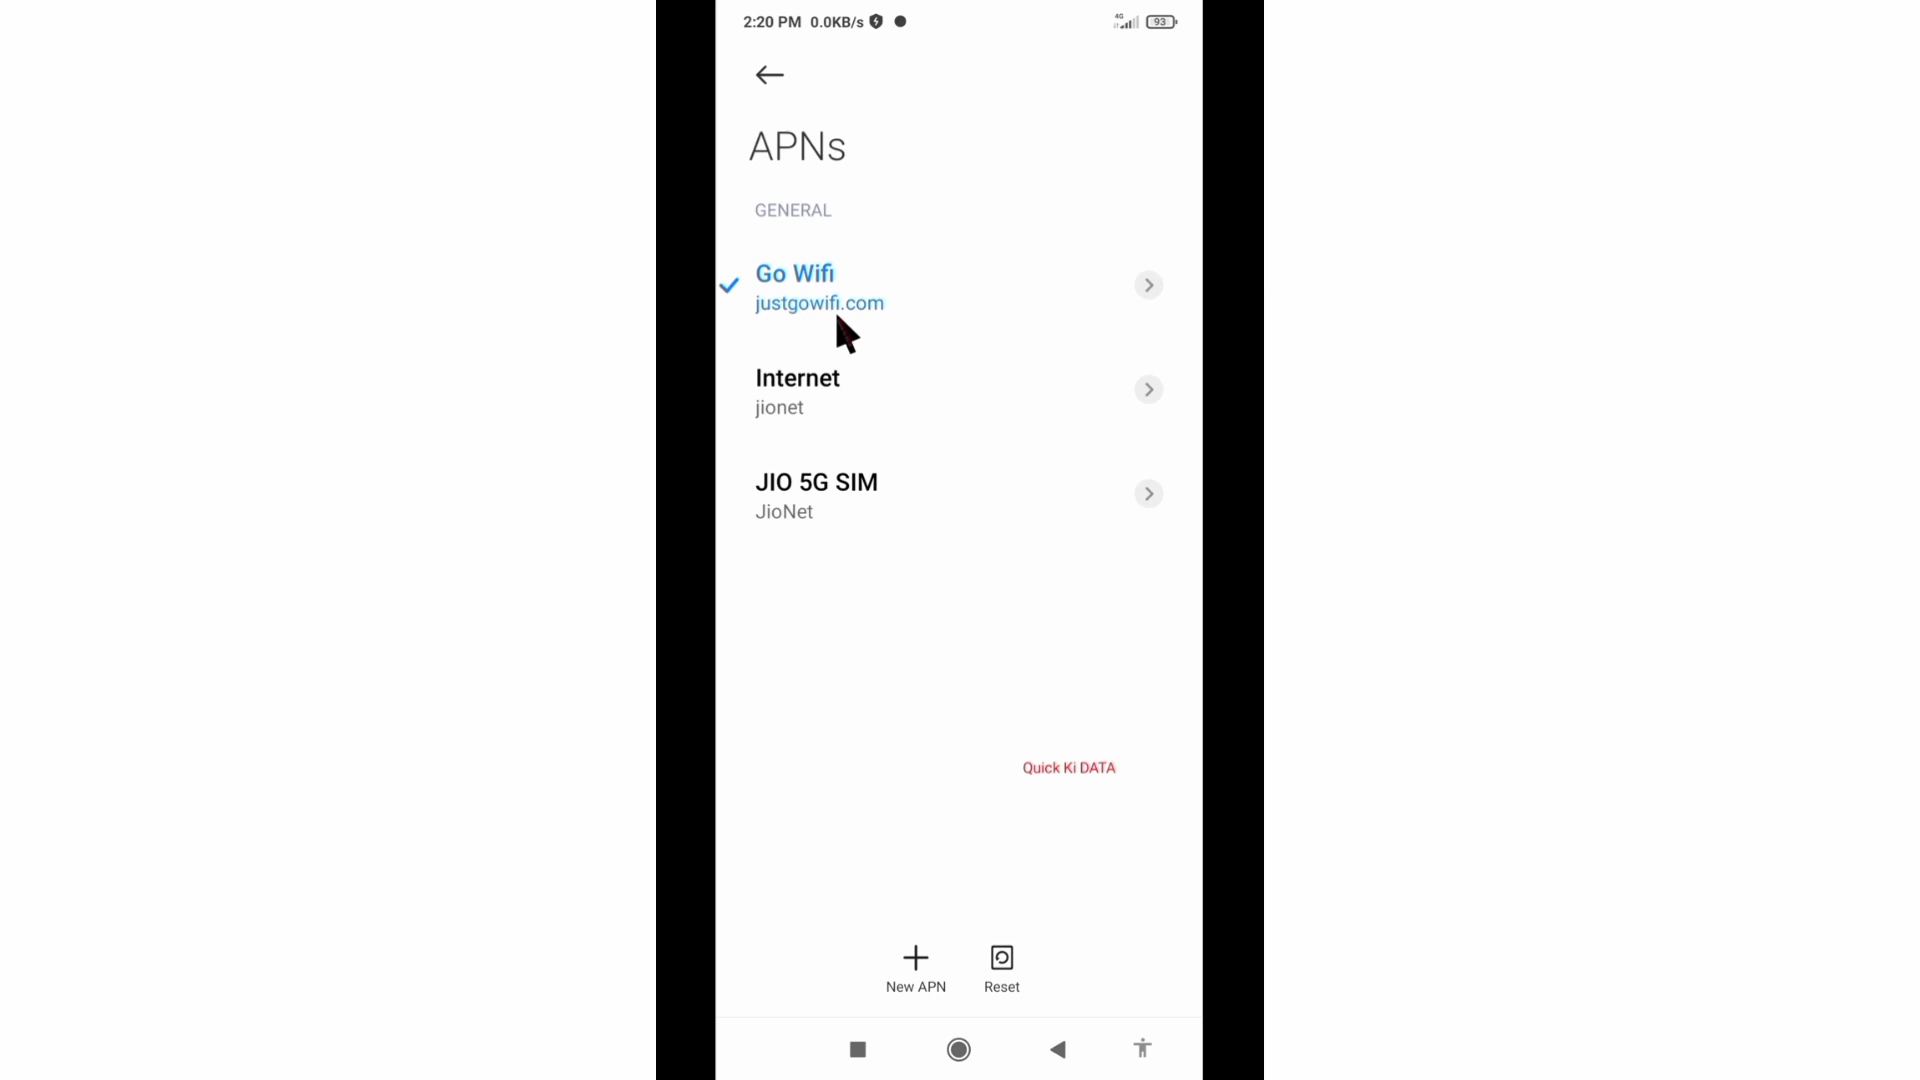 2:20 PM 0.0KB/s 4G 93
APNs
GENERAL
Go Wifi
justgowifi.com
Internet
jionet
JIO 5G SIM
JioNet
Quick Ki DATA
New APN Reset